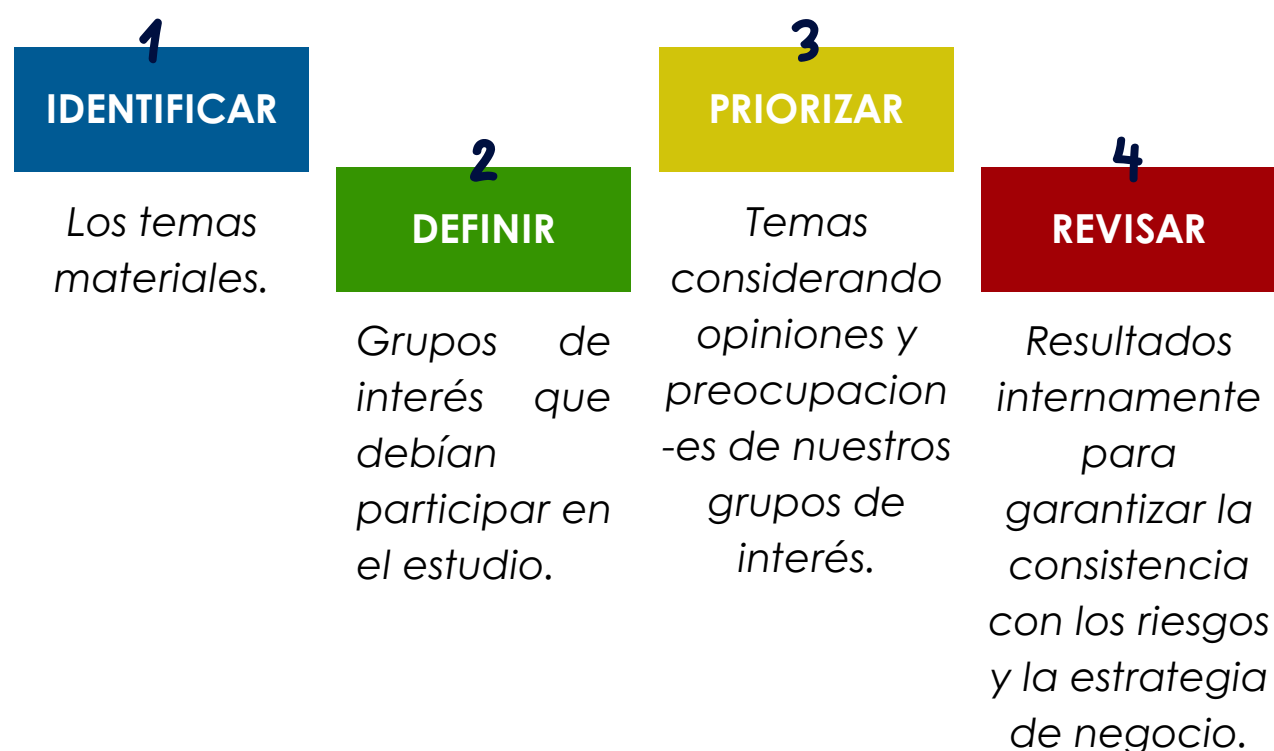 1
IDENTIFICAR
Los temas
materiales.
2
DEFINIR
Grupos de
interés que
debían
participar en
el estudio.
3
PRIORIZAR
Temas
considerando
opiniones y
preocupacion
-es de nuestros
grupos de
interés.
4
REVISAR
Resultados
internamente
para
garantizar la
consistencia
con los riesgos
y la estrategia
de negocio.